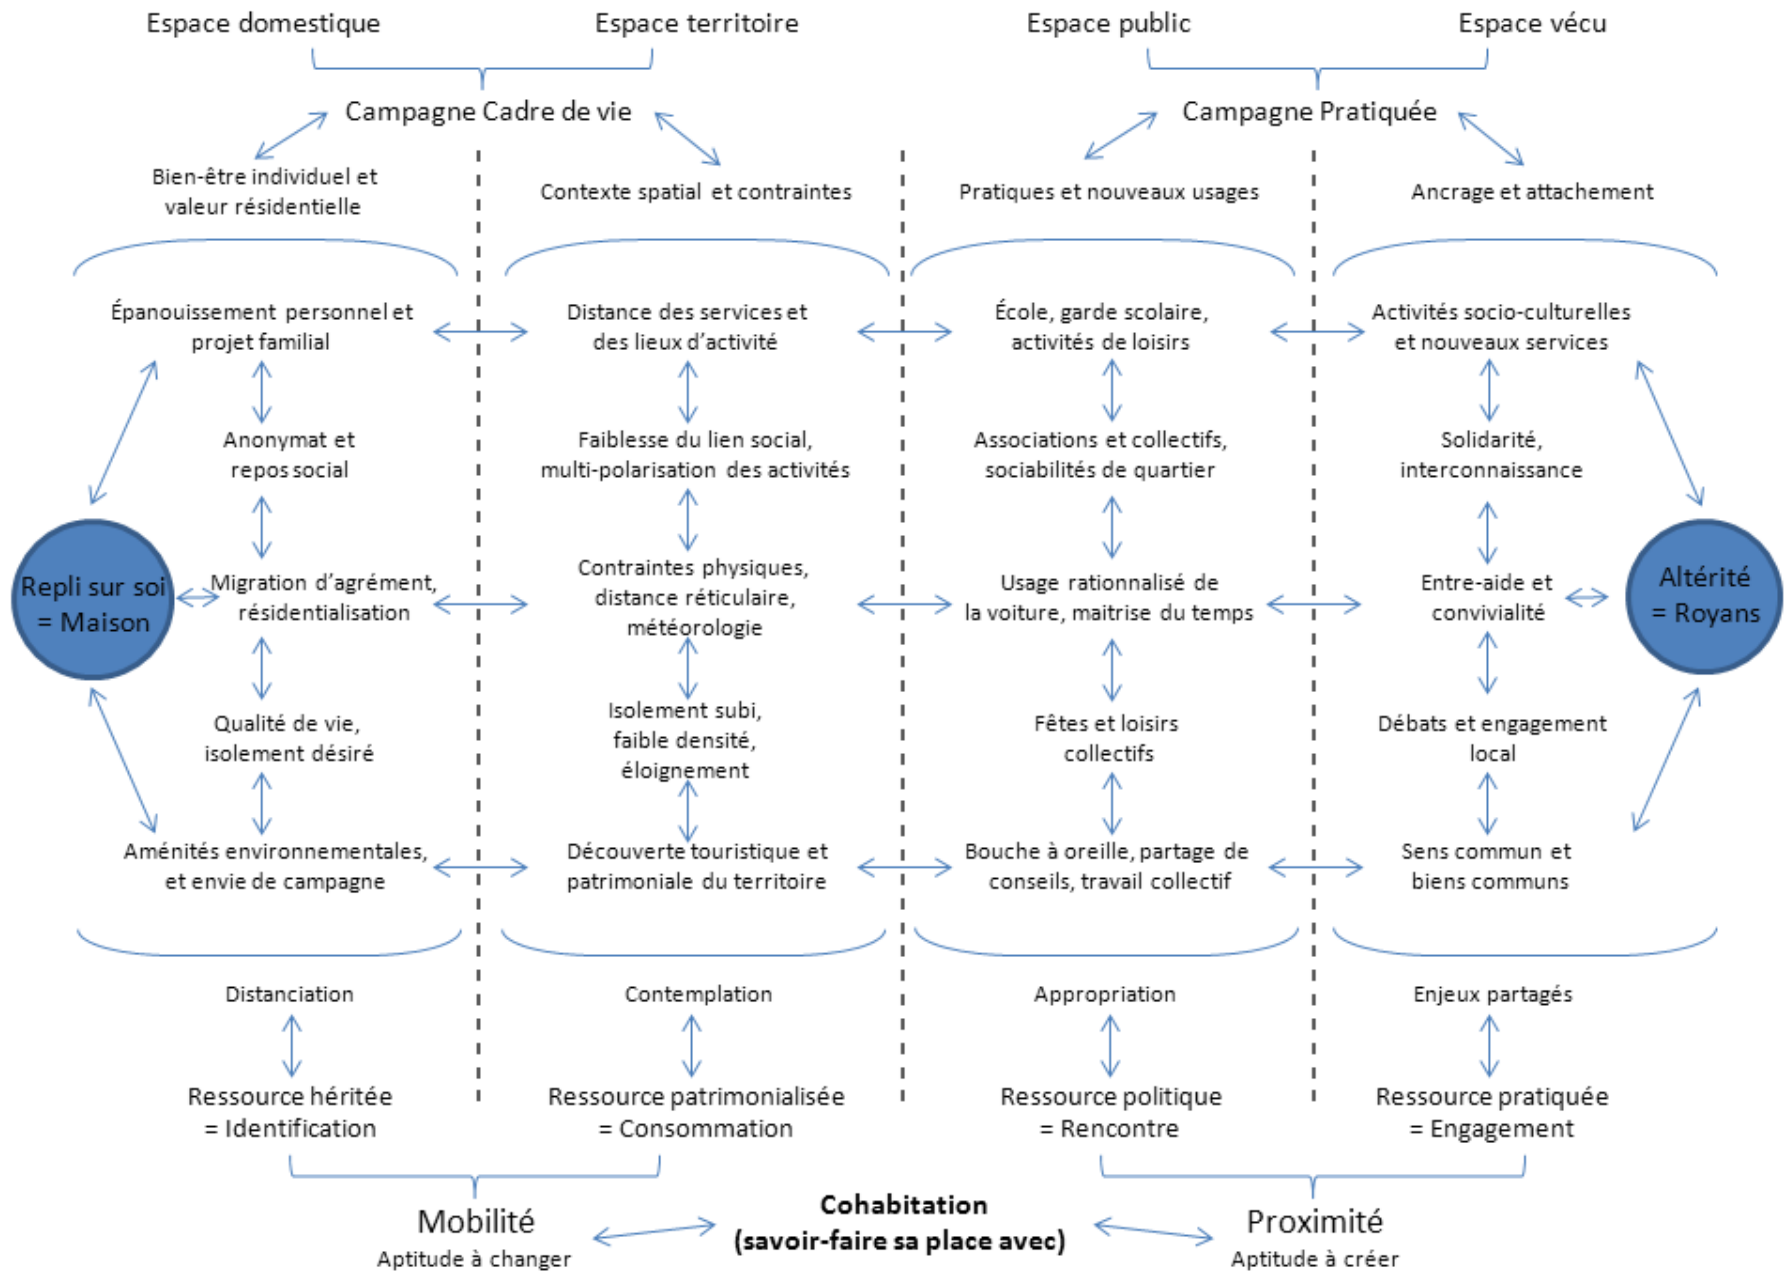 Espace domestique
Espace territoire
Espace public
Espace vécu
Campagne Cadre de vie
Campagne Pratiquée
Bien-être individuel et
valeur résidentielle
Contexte spatial et contraintes
Pratiques et nouveaux usages
Ancrage et attachement
Épanouissement personnel et
projet familial
Distance des services et
des lieux d'activité
École, garde scolaire,
activités de loisirs
Activités socio-culturelles
et nouveaux services
Anonymat et
repos social
Faiblesse du lien social,
multi-polarisation des activités
Associations et collectifs,
sociabilités de quartier
Solidarité,
interconnaissance
Repli sur soi
= Maison
Migration d'agrément,
résidentialisation
Contraintes physiques,
distance réticulaire,
météorologie
Usage rationnalisé de
la voiture, maitrise du temps
Entre-aide et
convivialité
Altérité
= Royans
Qualité de vie,
isolement désiré
Isolement subi,
faible densité,
éloignement
Fêtes et loisirs
collectifs
Débats et engagement
local
Aménités environnementales,
et envie de campagne
Découverte touristique et
patrimoniale du territoire
Bouche à oreille, partage de
conseils, travail collectif
Sens commun et
biens communs
Distanciation
Contemplation
Appropriation
Enjeux partagés
Ressource héritée
= Identification
Ressource patrimonialisée
= Consommation
Ressource politique
= Rencontre
Ressource pratiquée
= Engagement
Mobilité
Aptitude à changer
Cohabitation
(savoir-faire sa place avec)
Proximité
Aptitude à créer